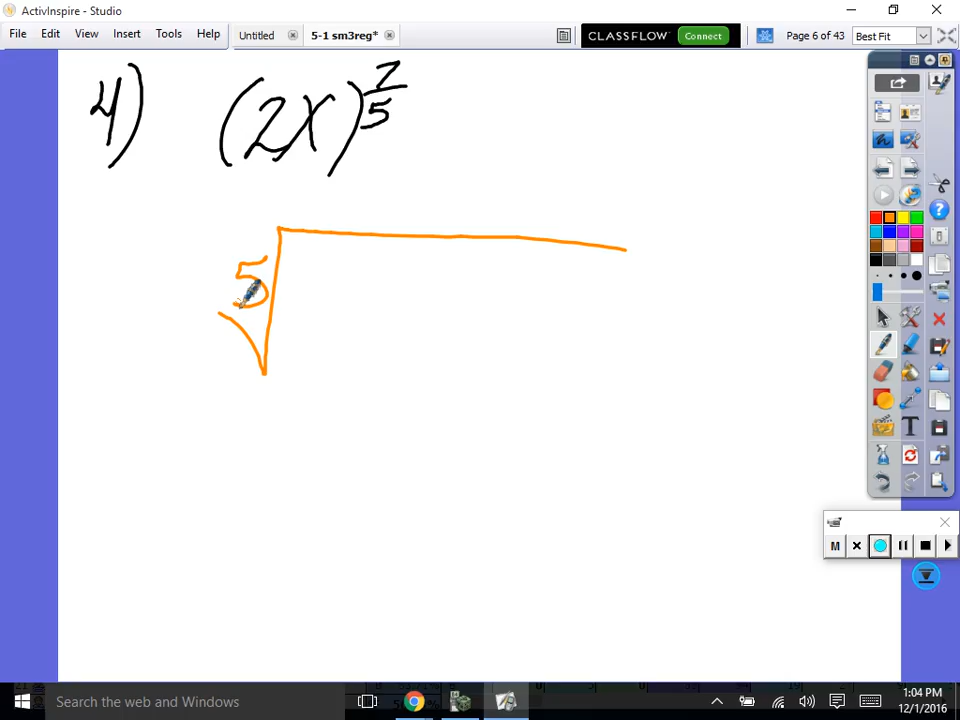 ActivInspire - Studio
File Edit View Insert Tools Help Untitled 5-1 sm3reg* CLASSFLOW Connect Page 6 of 43 Best Fit
4) (2x)^7/5
5
T
M
Search the web and Windows
1:04 PM
12/1/2016